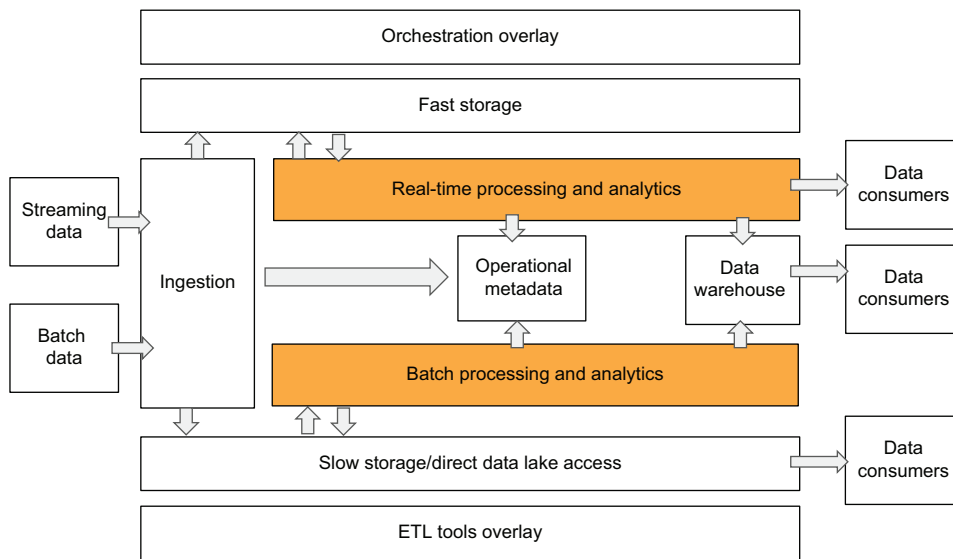 Orchestration overlay
Fast storage
Real-time processing and analytics
Data
consumers
Streaming
data
Ingestion
Operational
metadata
Data
warehouse
Data
consumers
Batch
data
Batch processing and analytics
Slow storage/direct data lake access
Data
consumers
ETL tools overlay